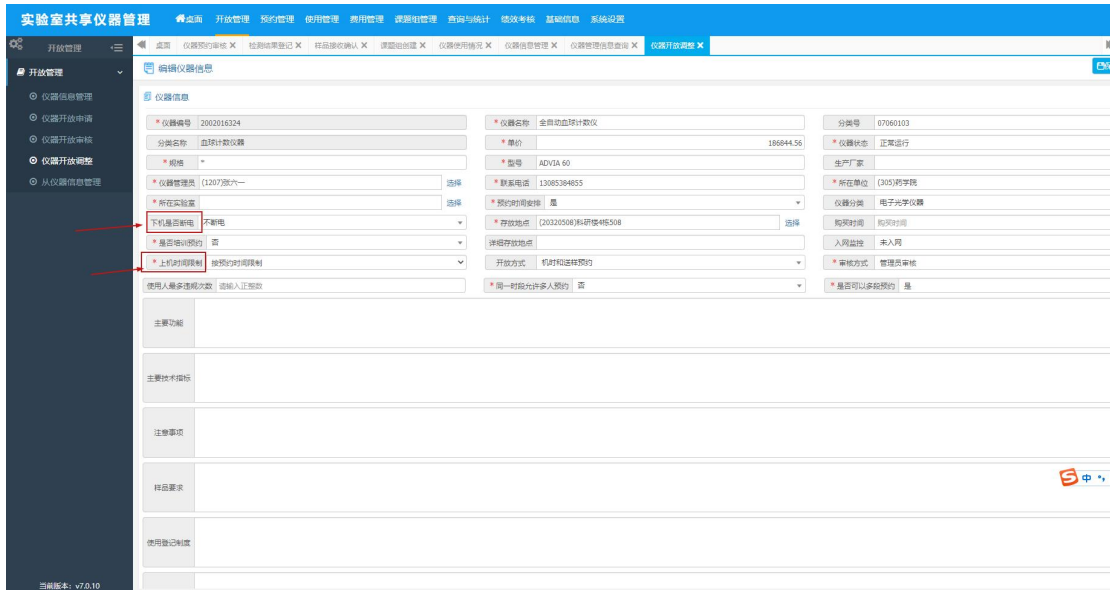 实验室共享仪器管理 桌面 开放管理 预约管理 使用管理 费用管理 课题组管理 查询与统计 绩效考核 基础信息 系统设置
开放管理 桌面 仪器预约审核 X 检测结果登记 X 样品接收确认 X 课题组创建 X 仪器使用情况 X 仪器信息管理 X 仪器管理信息查询 X 仪器开放调整 X
开放管理
仪器信息管理
仪器开放申请
仪器开放审核
仪器开放调整
从仪器信息管理
编辑仪器信息
仪器信息
* 仪器编号 2002016324 * 仪器名称 全自动血球计数仪 分类号 07060103
分类名称 血球计数仪器 * 单价 186844.56 * 仪器状态 正常运行
* 规格 * * 型号 ADVIA 60 生产厂家
* 仪器管理员 (1207)张六一 选择 * 联系电话 13085384855 * 所在单位 (305)药学院
* 所在实验室 选择 * 预约时间安排 是 仪器分类 电子光学仪器
下机是否断电 不断电 * 存放地点 (20320508)科研楼4栋508 选择 购买时间 购买时间
* 是否培训预约 否 详细存放地点 入网监控 未入网
* 上机时间限制 按预约时间限制 开放方式 机时和送样预约 * 审核方式 管理员审核
使用人最多违规次数 请输入正整数 * 同一时段允许多人预约 否 * 是否可以多段预约 是
主要功能
主要技术指标
注意事项
样品要求
中
使用登记制度
当前版本：v7.0.10